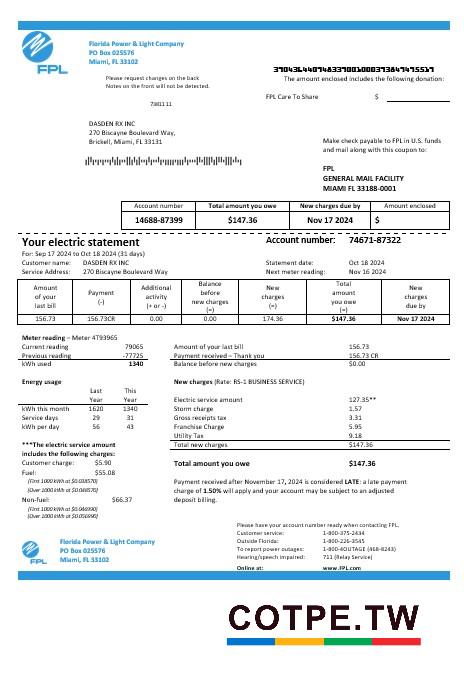 Florida Power & Light Company
PO Box 025576
Miami, FL 33102
FPL
Please request changes on the back
Notes on the front will not be detected.
The amount enclosed includes the following donation:
FPL Care To Share $
DASDEN RX INC
270 Biscayne Boulevard Way,
Brickell, Miami, FL 33131
Make check payable to FPL in U.S. funds
and mail along with this coupon to:
FPL
GENERAL MAIL FACILITY
MIAMI FL 33188-0001
Account number Total amount you owe New charges due by Amount enclosed
14688-87399 $147.36 Nov 17 2024 $
Your electric statement Account number: 74671-87322
For: Sep 17 2024 to Oct 18 2024 (31 days)
Customer name: DASDEN RX INC Statement date: Oct 18 2024
Service Address: 270 Biscayne Boulevard Way Next meter reading: Nov 16 2024
Amount of your last bill Payment (-) Additional activity (+ or -) Balance before new charges (=) New charges (=) Total amount you owe (=) New charges due by
156.73 156.73CR 0.00 0.00 174.36 $147.36 Nov 17 2024
Meter reading – Meter 4T93965
Current reading 79065 Amount of your last bill 156.73
Previous reading -77725 Payment received – Thank you 156.73 CR
kWh used 1340 Balance before new charges $0.00
Energy usage New charges (Rate: RS-1 BUSINESS SERVICE)
Last Year This Year
kWh this month 1620 1340
Service days 29 31
kWh per day 56 43
Electric service amount 127.35**
Storm charge 1.57
Gross receipts tax 3.31
Franchise Charge 5.95
Utility Tax 9.18
Total new charges $147.36
***The electric service amount
includes the following charges:
Customer charge: $5.90
Fuel: $55.08
(First 1000 kWh at $0.038570)
(Over 1000 kWh at $0.048570)
Non-fuel: $66.37
(First 1000 kWh at $0.046990)
(Over 1000 kWh at $0.056990)
Total amount you owe $147.36
Payment received after November 17, 2024 is considered LATE: a late payment
charge of 1.50% will apply and your account may be subject to an adjusted
deposit billing.
Please have your account number ready when contacting FPL.
Customer service: 1-800-375-2434
Outside Florida: 1-800-226-3545
To report power outages: 1-800-4OUTAGE (468-8243)
Hearing/speech impaired: 711 (Relay Service)
Online at: www.FPL.com
FPL
Florida Power & Light Company
PO Box 025576
Miami, FL 33102
COTPE.TW